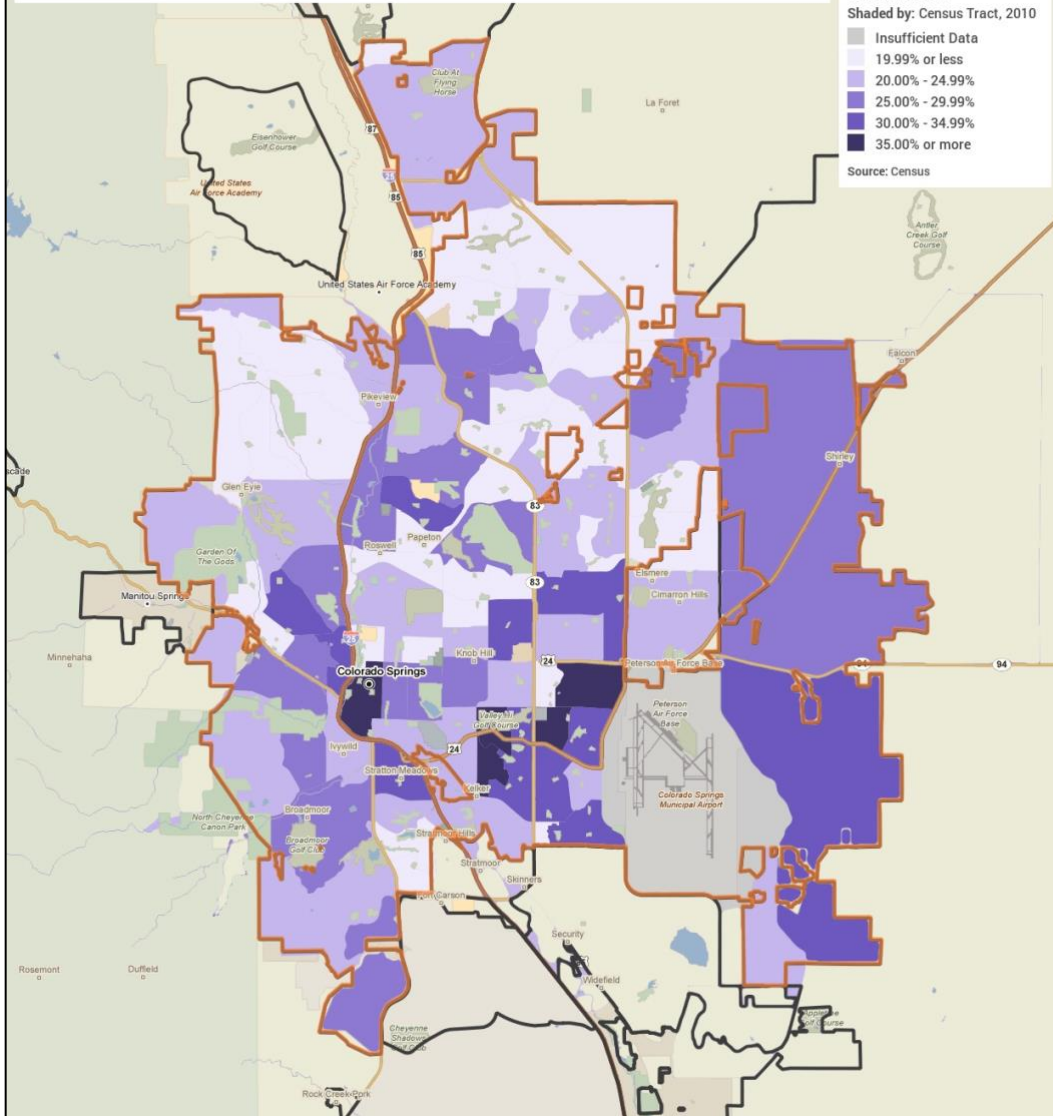 Shaded by: Census Tract, 2010
Insufficient Data
19.99% or less
20.00% - 24.99%
25.00% - 29.99%
30.00% - 34.99%
35.00% or more
Source: Census
Club At
Flying
Horse
La Foret
87
Eisenhower
Golf Course
25
United States
Air Force Academy
85
Antler
Creek Golf
Course
85
United States Air Force Academy
Falcon
Pikeview
scade
Shirley
Glen Eyie
83
Roswell
Papeton
Garden Of
The Gods
Elsmere
83
Manitou Springs
Cimarron Hills
25
Minnehaha
Knob Hill
24
Peterson Air Force Base
94
Colorado Springs
Peterson
Air Force
Base
Valley Hi
Golf Course
Ivywild
24
Stratton Meadows
Kelker
Colorado Springs
Municipal Airport
Broadmoor
North Cheyenne
Canon Park
Broadmoor
Golf Club
Stratmoor Hills
Stratmoor
Skinners
Fort Carson
Security
Rosemont
Duffield
Widefield
Appletree
Golf Course
Cheyenne
Shadows
Golf Club
Rock Creek Park